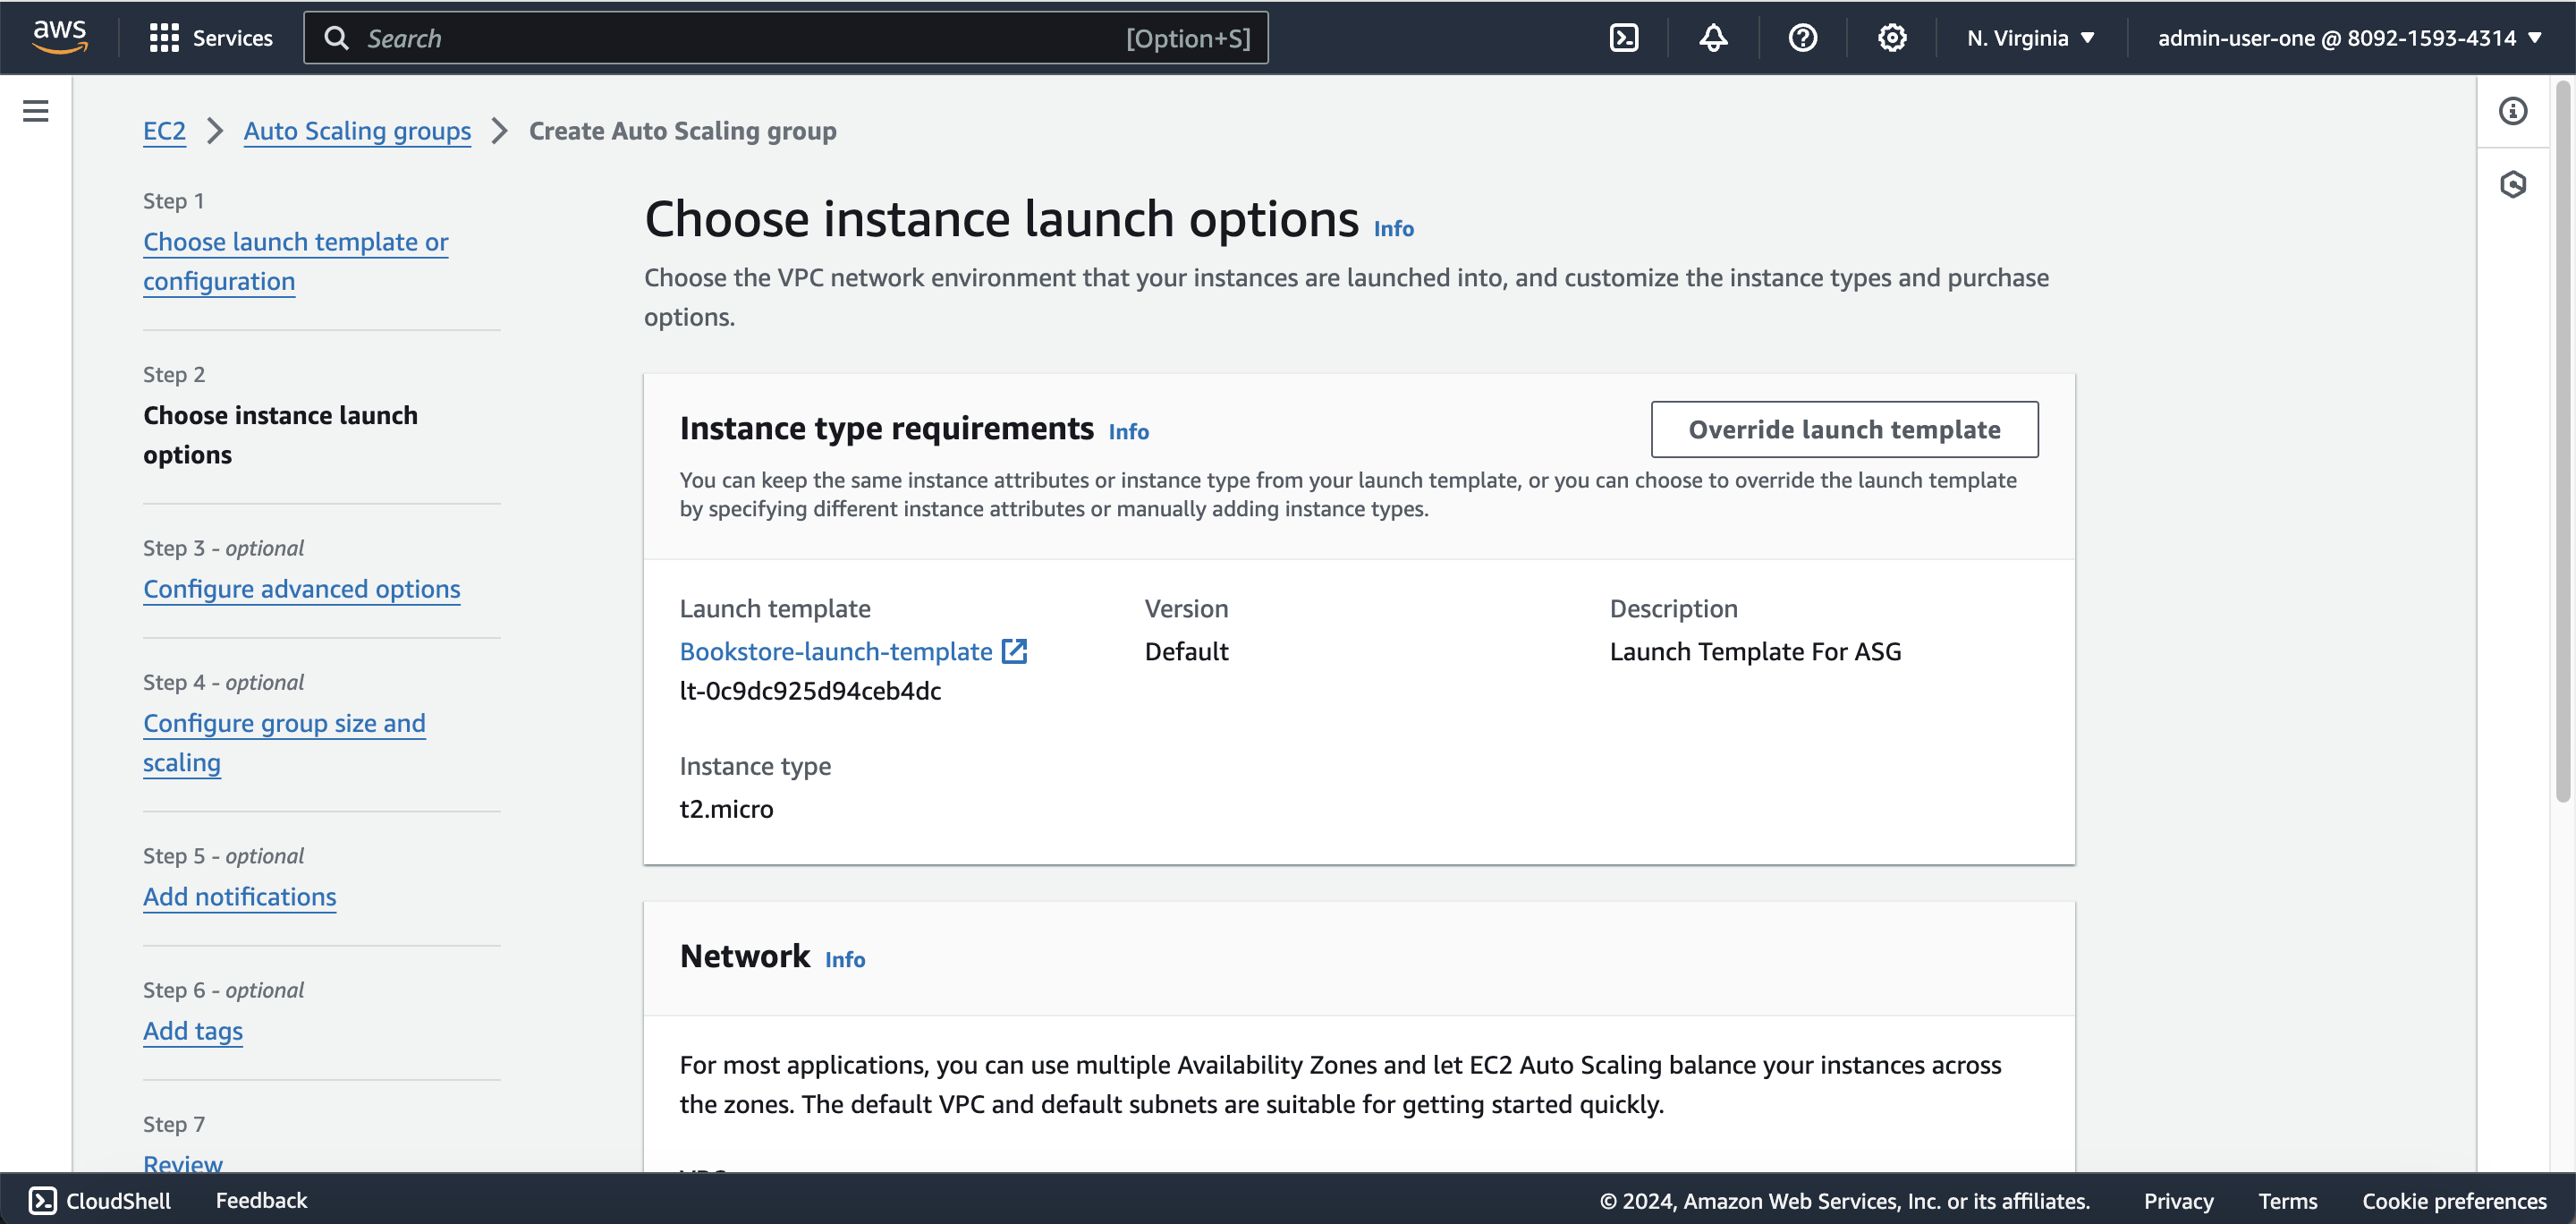 aws
Services
Search
[Option+S]
N. Virginia
admin-user-one @ 8092-1593-4314
EC2
Auto Scaling groups
Create Auto Scaling group
Step 1
Choose launch template or
configuration
Step 2
Choose instance launch
options
Step 3 - optional
Configure advanced options
Step 4 - optional
Configure group size and
scaling
Step 5 - optional
Add notifications
Step 6 - optional
Add tags
Step 7
Review
Choose instance launch options Info
Choose the VPC network environment that your instances are launched into, and customize the instance types and purchase
options.
Instance type requirements Info
Override launch template
You can keep the same instance attributes or instance type from your launch template, or you can choose to override the launch template
by specifying different instance attributes or manually adding instance types.
Launch template
Bookstore-launch-template
lt-0c9dc925d94ceb4dc
Version
Default
Description
Launch Template For ASG
Instance type
t2.micro
Network Info
For most applications, you can use multiple Availability Zones and let EC2 Auto Scaling balance your instances across
the zones. The default VPC and default subnets are suitable for getting started quickly.
CloudShell
Feedback
© 2024, Amazon Web Services, Inc. or its affiliates.
Privacy
Terms
Cookie preferences